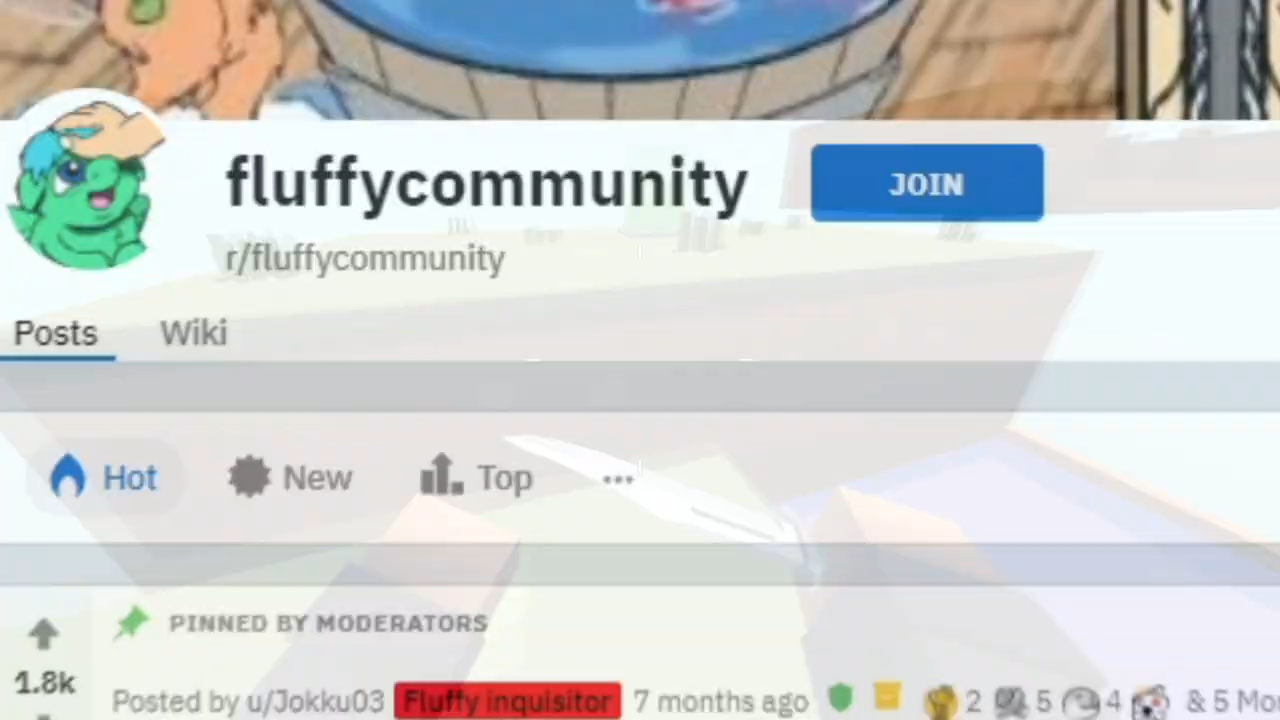 fluffycommunity
JOIN
r/fluffycommunity
Posts Wiki
Hot New Top ...
PINNED BY MODERATORS
1.8k
Posted by u/Jokku03 Fluffy inquisitor 7 months ago 2 5 4 & 5 Mo